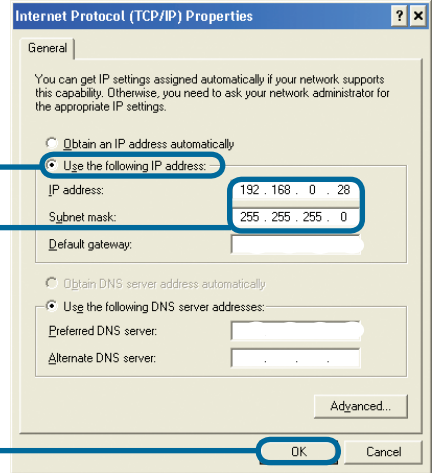 Internet Protocol (TCP/IP) Properties
General
You can get IP settings assigned automatically if your network supports
this capability. Otherwise, you need to ask your network administrator for
the appropriate IP settings.
Obtain an IP address automatically
Use the following IP address:
IP address: 192 . 168 . 0 . 28
Subnet mask: 255 . 255 . 255 . 0
Default gateway:
Obtain DNS server address automatically
Use the following DNS server addresses:
Preferred DNS server:
Alternate DNS server: . . .
Advanced...
OK Cancel